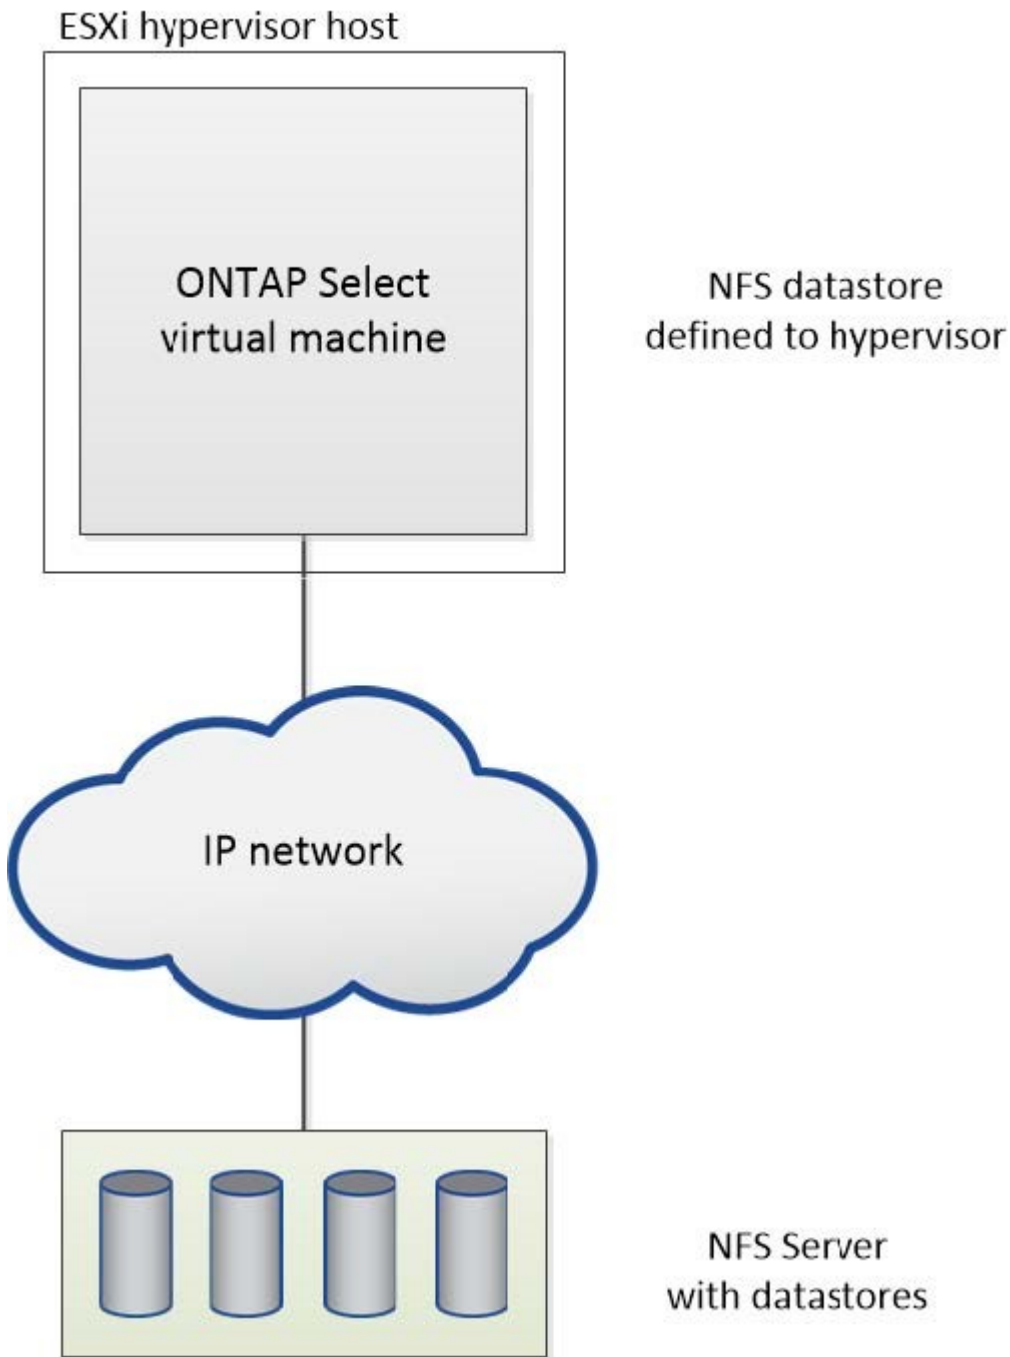 ESXi hypervisor host
ONTAP Select
virtual machine
NFS datastore
defined to hypervisor
IP network
NFS Server
with datastores